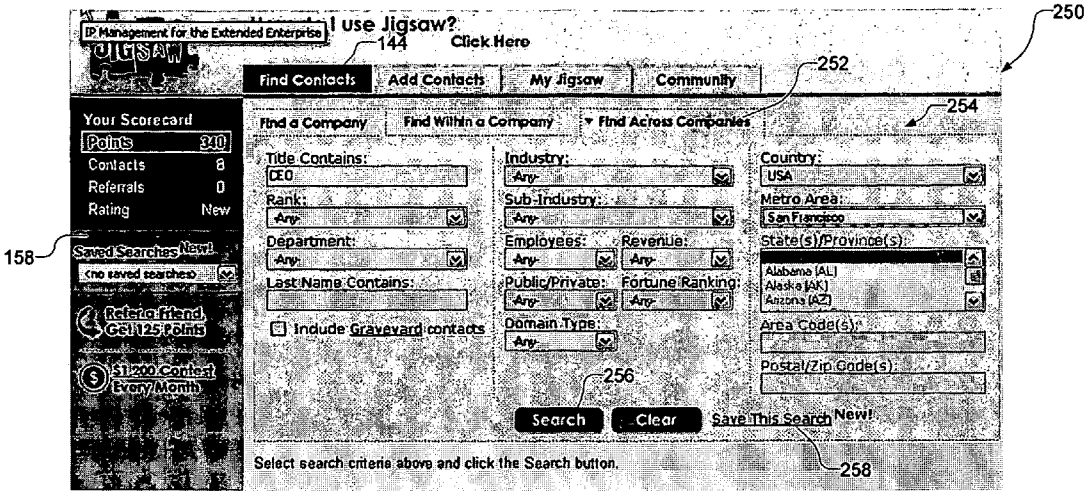 250
I use Jigsaw?
IP Management for the Extended Enterprise
JIGSAW
144
Click Here
Find Contacts
Add Contacts
My Jigsaw
Community
252
254
Your Scorecard
Points 340
Contacts 8
Referrals 0
Rating New
158
Saved Searches New!
<no saved searches>
Refer a Friend,
Get 125 Points
$1,200 Contest
Every Month
Find a Company
Find Within a Company
Find Across Companies
Title Contains:
CEO
Rank:
-Any-
Department:
-Any-
Last Name Contains:
Include Graveyard contacts
Industry:
-Any-
Sub-Industry:
-Any-
Employees: Revenue:
-Any- -Any-
Public/Private: Fortune Ranking:
-Any- -Any-
Domain Type:
-Any-
Country:
USA
Metro Area:
San Francisco
State(s)/Province(s):
Alabama (AL)
Alaska (AK)
Arizona (AZ)
Area Code(s):
Postal/Zip Code(s):
256
Search
Clear
Save This Search New!
258
Select search criteria above and click the Search button.